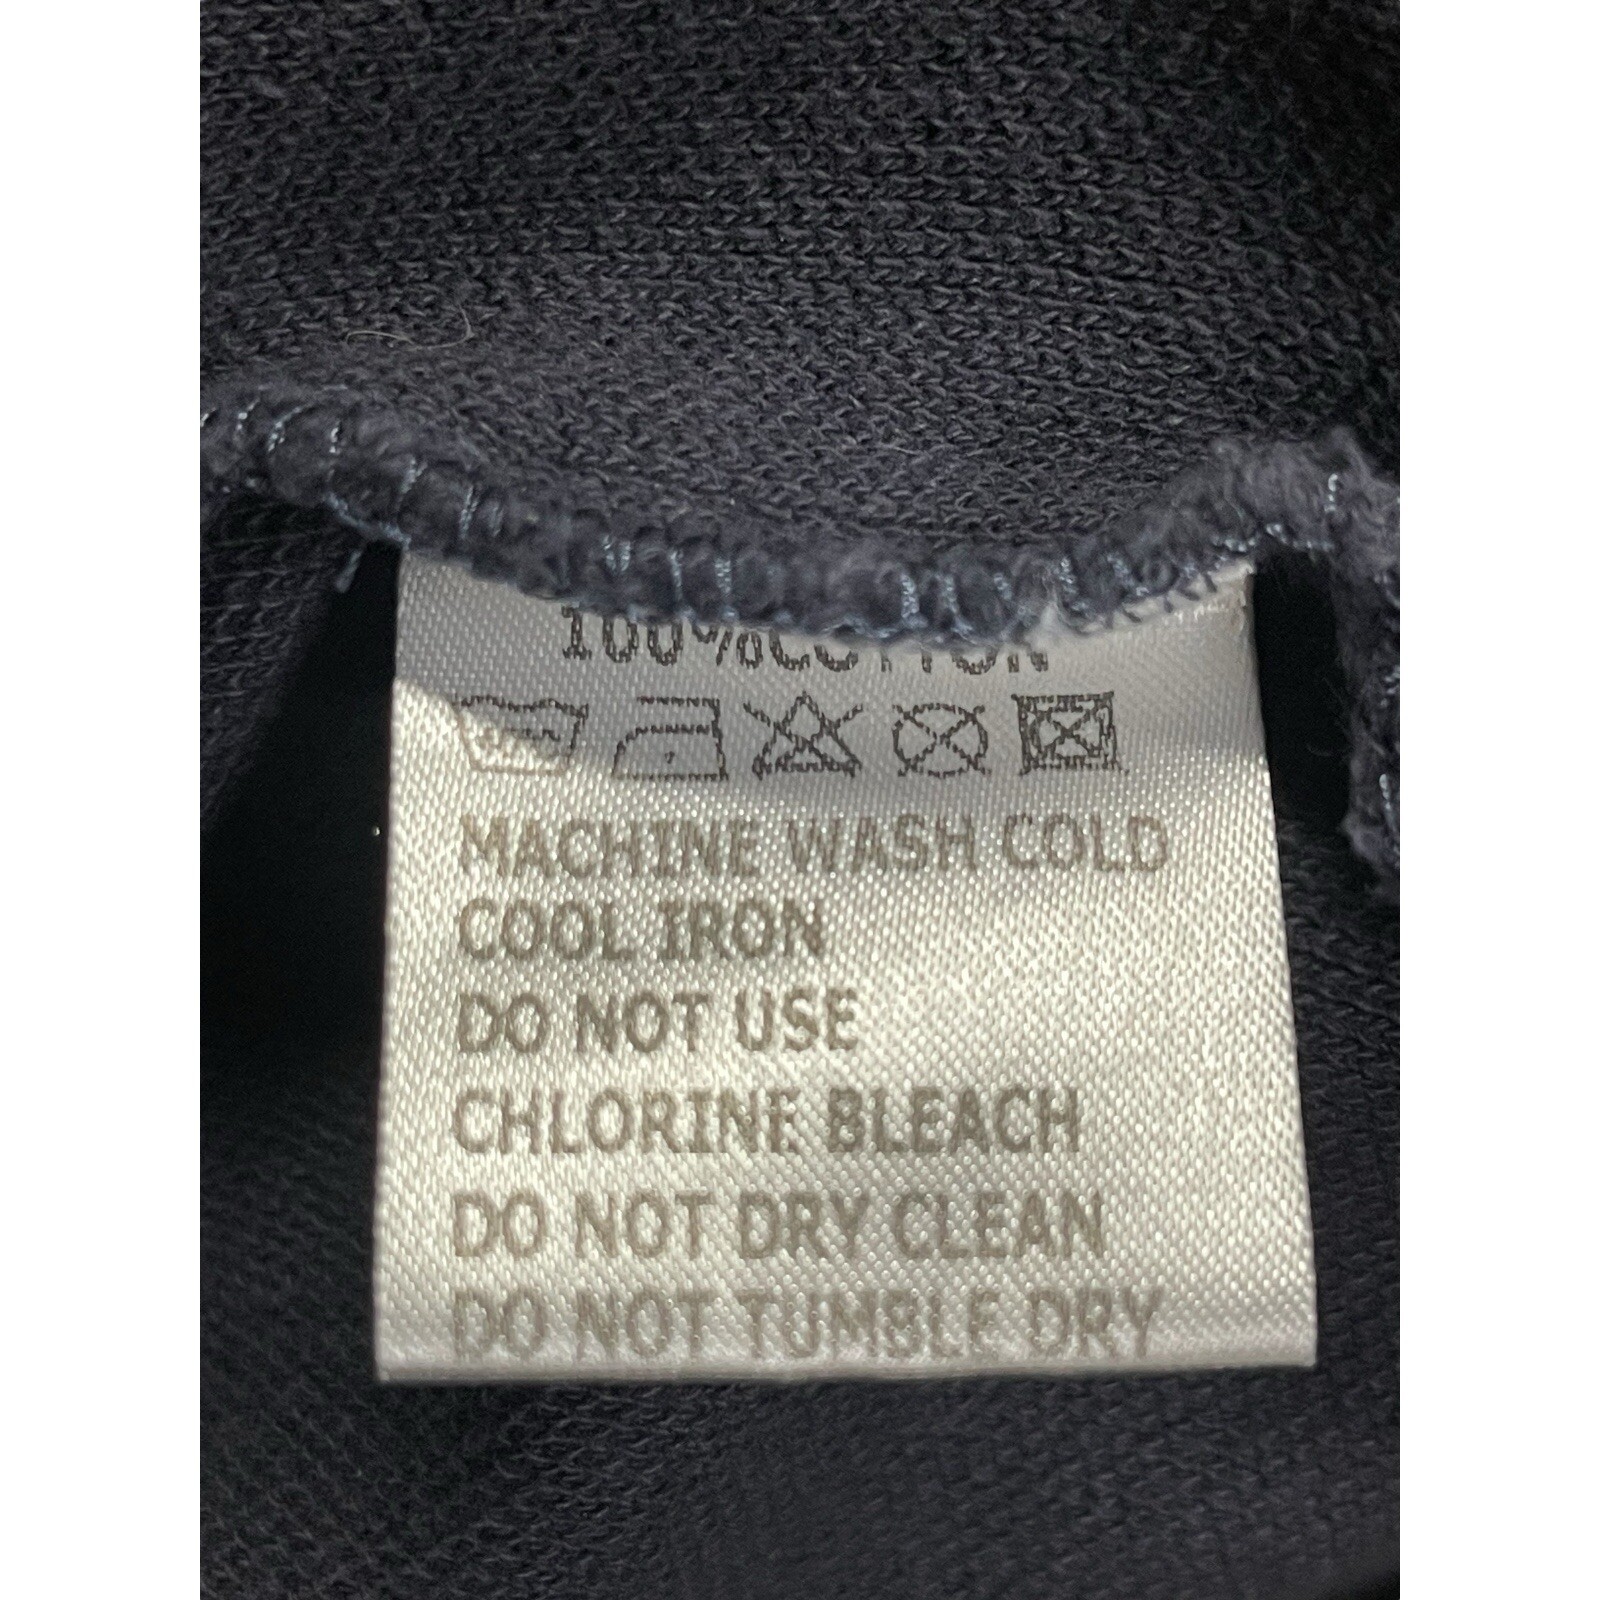 100%COTTON
MACHINE WASH COLD
COOL IRON
DO NOT USE
CHLORINE BLEACH
DO NOT DRY CLEAN
DO NOT TUMBLE DRY